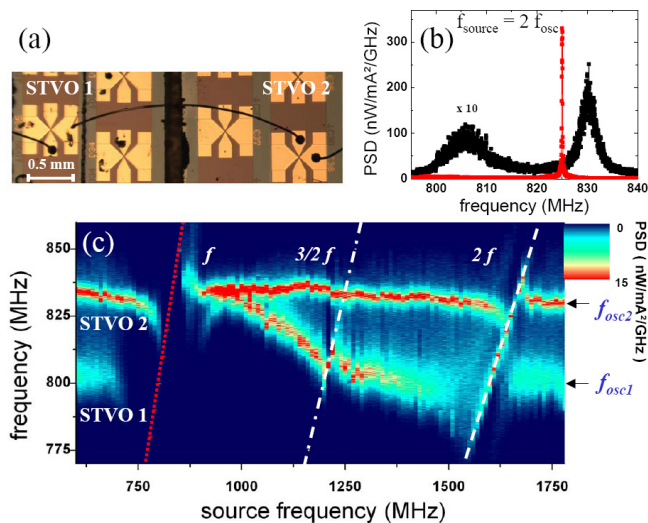 (a)
STVO 1
STVO 2
0.5 mm
(b)
f_source = 2 f_osc
PSD (nW/mA²/GHz)
300
200
100
0
x 10
800
810
820
830
840
frequency (MHz)
(c)
frequency (MHz)
850
825
800
775
STVO 2
STVO 1
f
3/2 f
2 f
750
1000
1250
1500
1750
source frequency (MHz)
0
15
PSD ( nW/mA²/GHz)
f_osc2
f_osc1